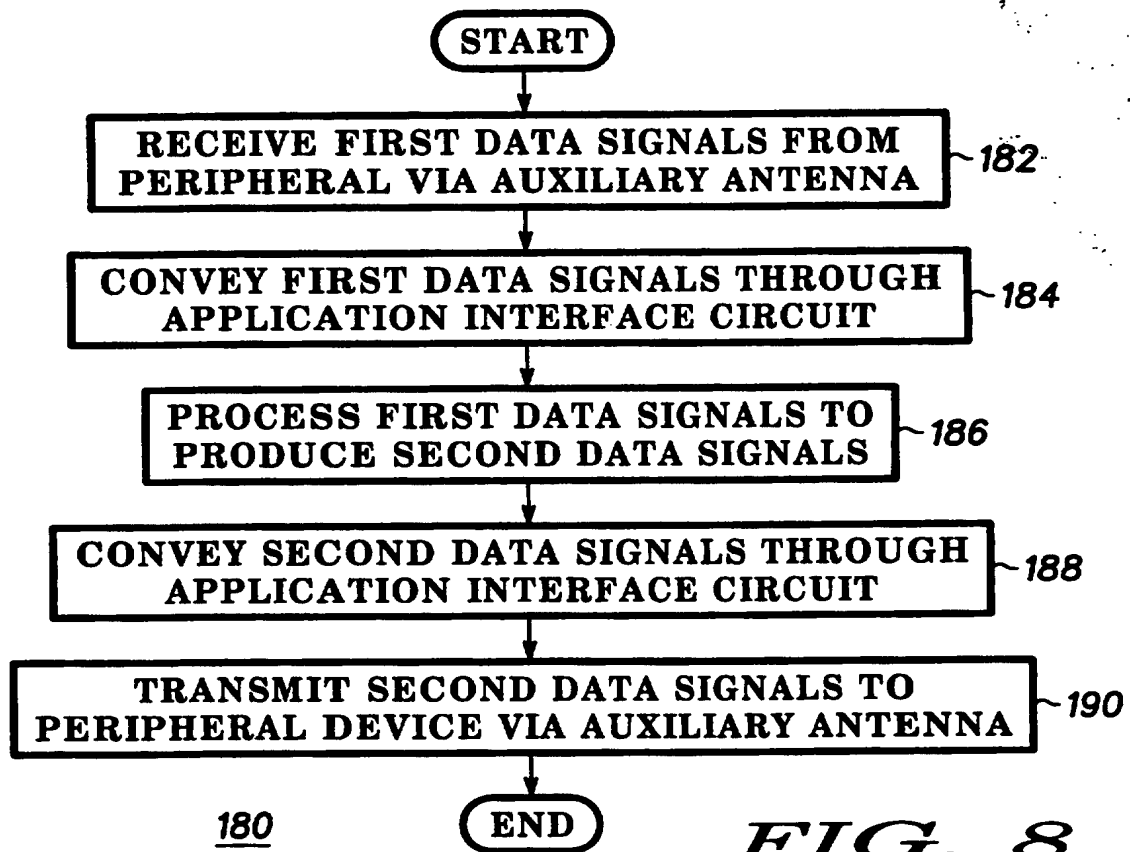 START
RECEIVE FIRST DATA SIGNALS FROM
PERIPHERAL VIA AUXILIARY ANTENNA
182
CONVEY FIRST DATA SIGNALS THROUGH
APPLICATION INTERFACE CIRCUIT
184
PROCESS FIRST DATA SIGNALS TO
PRODUCE SECOND DATA SIGNALS
186
CONVEY SECOND DATA SIGNALS THROUGH
APPLICATION INTERFACE CIRCUIT
188
TRANSMIT SECOND DATA SIGNALS TO
PERIPHERAL DEVICE VIA AUXILIARY ANTENNA
190
END
180
FIG. 8